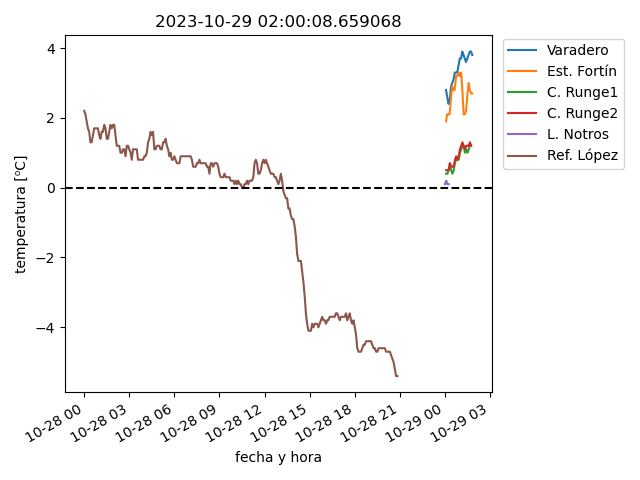 2023-10-29 02:00:08.659068
4
2
0
−2
−4
temperatura [°C]
10-28 00
10-28 03
10-28 06
10-28 09
10-28 12
10-28 15
10-28 18
10-28 21
10-29 00
10-29 03
fecha y hora
Varadero
Est. Fortín
C. Runge1
C. Runge2
L. Notros
Ref. López